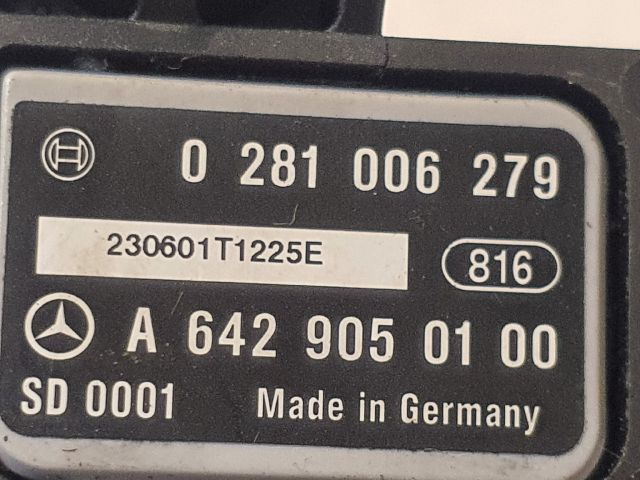 0 281 006 279
230601T1225E
816
A 642 905 01 00
SD 0001 Made in Germany